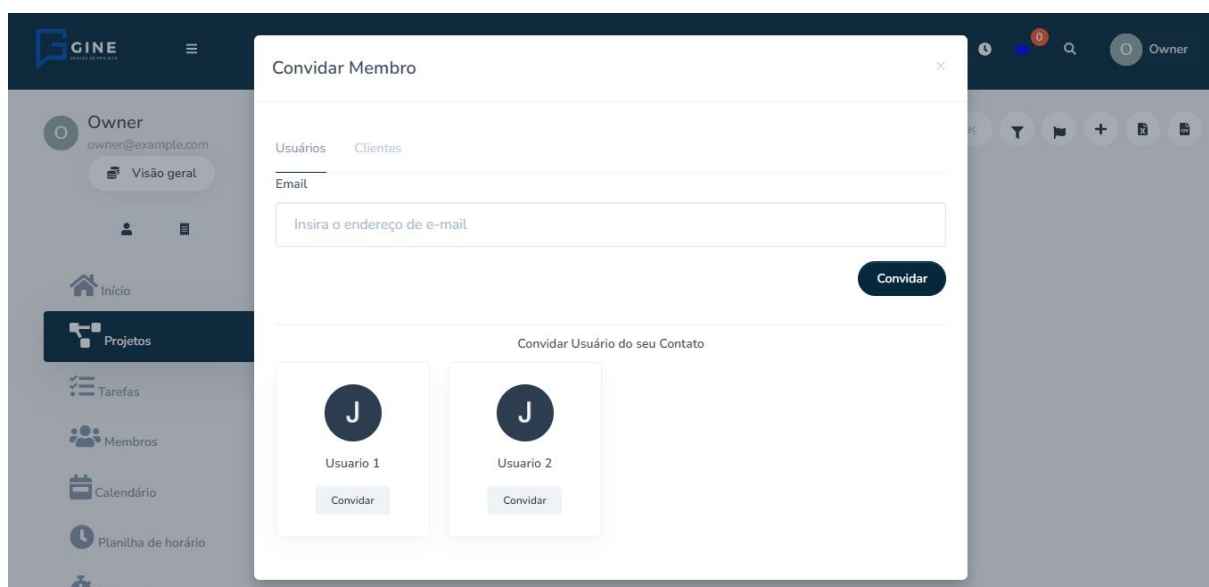 GINE
Convidar Membro
×
0
O
Owner
O
Owner
owner@example.com
Visão geral
Usuários
Clientes
Email
Insira o endereço de e-mail
Convidar
Início
Projetos
Convidar Usuário do seu Contato
Tarefas
J
J
Membros
Usuario 1
Usuario 2
Calendário
Convidar
Convidar
Planilha de horário